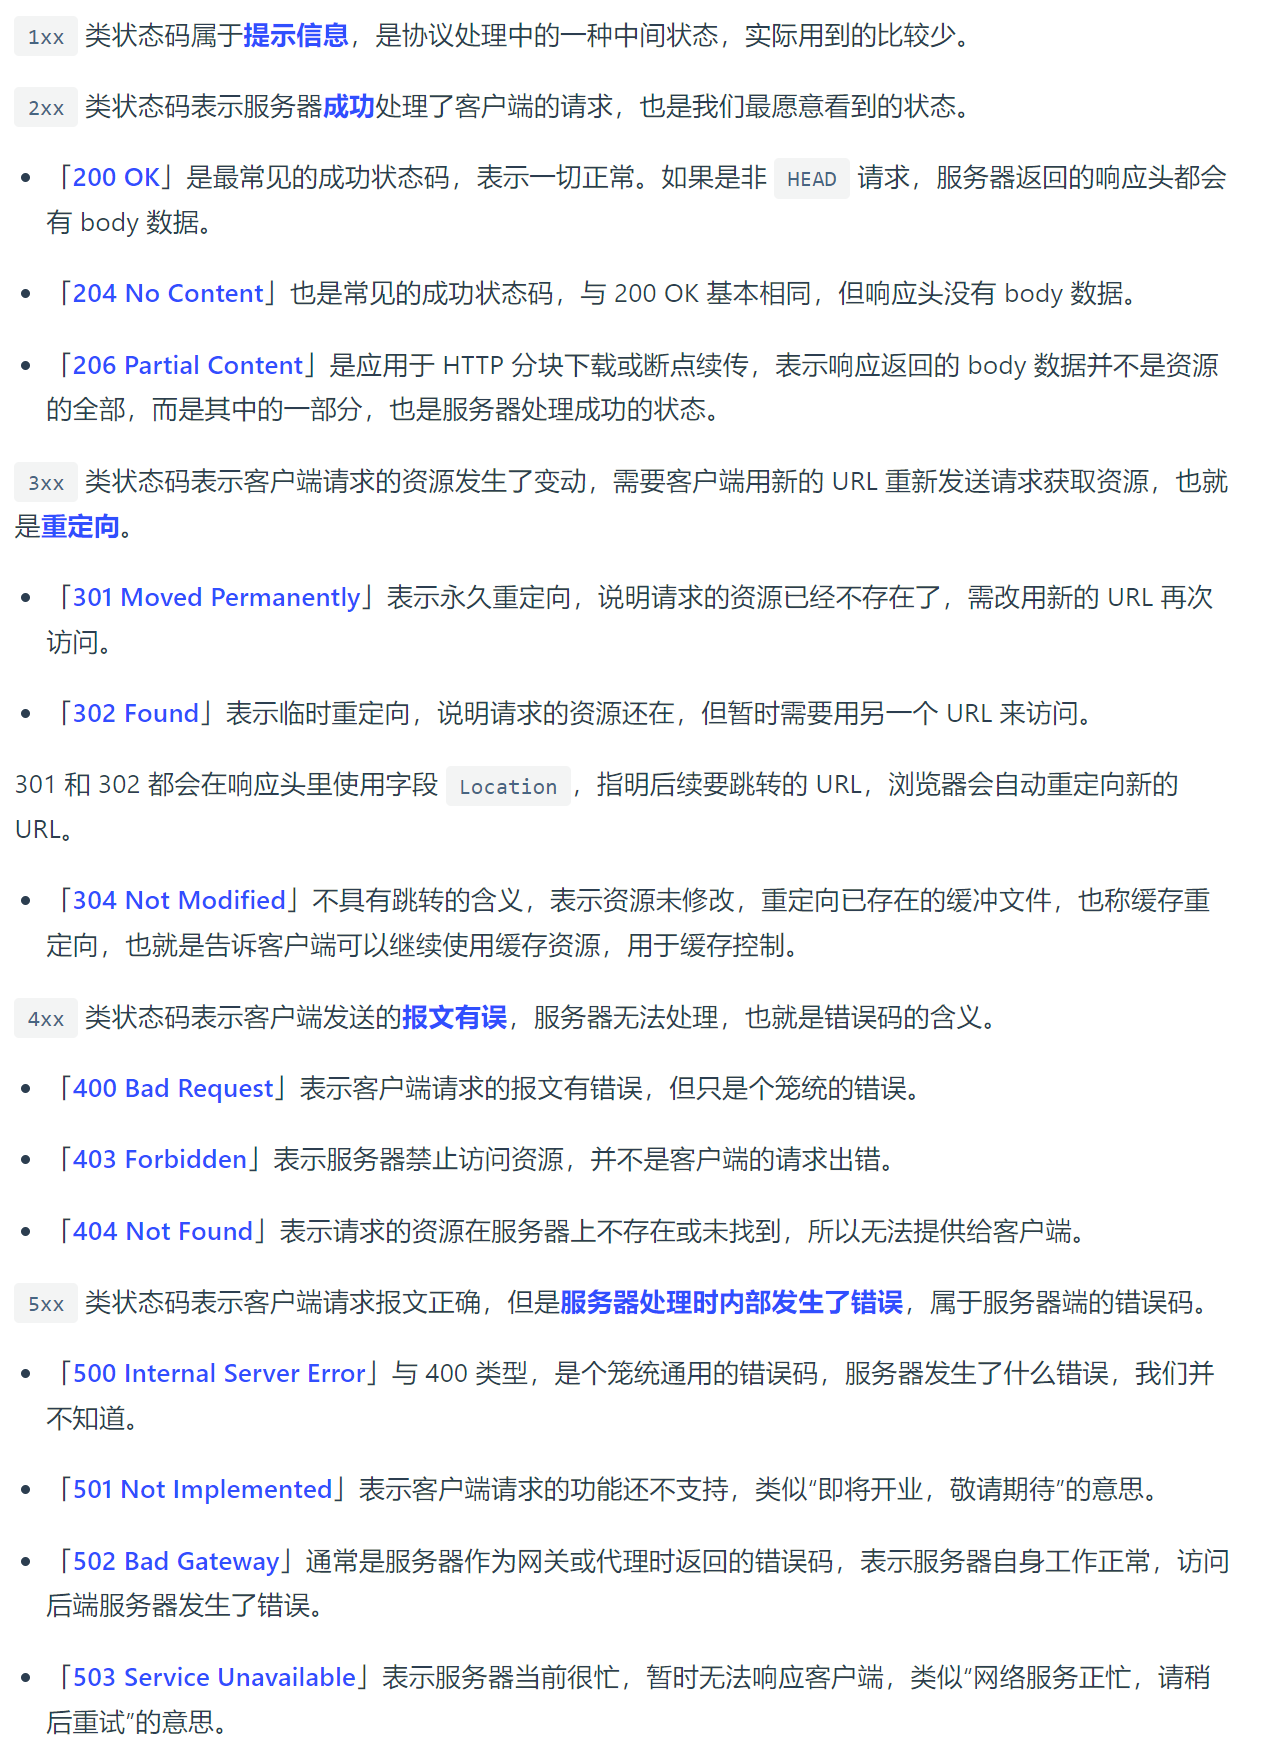 1xx 类状态码属于提示信息，是协议处理中的一种中间状态，实际用到的比较少。
2xx 类状态码表示服务器成功处理了客户端的请求，也是我们最愿意看到的状态。
• 「200 OK」是最常见的成功状态码，表示一切正常。如果是非 HEAD 请求，服务器返回的响应头都会
有 body 数据。
• 「204 No Content」也是常见的成功状态码，与 200 OK 基本相同，但响应头没有 body 数据。
• 「206 Partial Content」是应用于 HTTP 分块下载或断点续传，表示响应返回的 body 数据并不是资源
的全部，而是其中的一部分，也是服务器处理成功的状态。
3xx 类状态码表示客户端请求的资源发生了变动，需要客户端用新的 URL 重新发送请求获取资源，也就
是重定向。
• 「301 Moved Permanently」表示永久重定向，说明请求的资源已经不存在了，需改用新的 URL 再次
访问。
• 「302 Found」表示临时重定向，说明请求的资源还在，但暂时需要用另一个 URL 来访问。
301 和 302 都会在响应头里使用字段 Location，指明后续要跳转的 URL，浏览器会自动重定向新的
URL。
• 「304 Not Modified」不具有跳转的含义，表示资源未修改，重定向已存在的缓冲文件，也称缓存重
定向，也就是告诉客户端可以继续使用缓存资源，用于缓存控制。
4xx 类状态码表示客户端发送的报文有误，服务器无法处理，也就是错误码的含义。
• 「400 Bad Request」表示客户端请求的报文有错误，但只是个笼统的错误。
• 「403 Forbidden」表示服务器禁止访问资源，并不是客户端的请求出错。
• 「404 Not Found」表示请求的资源在服务器上不存在或未找到，所以无法提供给客户端。
5xx 类状态码表示客户端请求报文正确，但是服务器处理时内部发生了错误，属于服务器端的错误码。
• 「500 Internal Server Error」与 400 类型，是个笼统通用的错误码，服务器发生了什么错误，我们并
不知道。
• 「501 Not Implemented」表示客户端请求的功能还不支持，类似“即将开业，敬请期待”的意思。
• 「502 Bad Gateway」通常是服务器作为网关或代理时返回的错误码，表示服务器自身工作正常，访问
后端服务器发生了错误。
• 「503 Service Unavailable」表示服务器当前很忙，暂时无法响应客户端，类似“网络服务正忙，请稍
后重试”的意思。